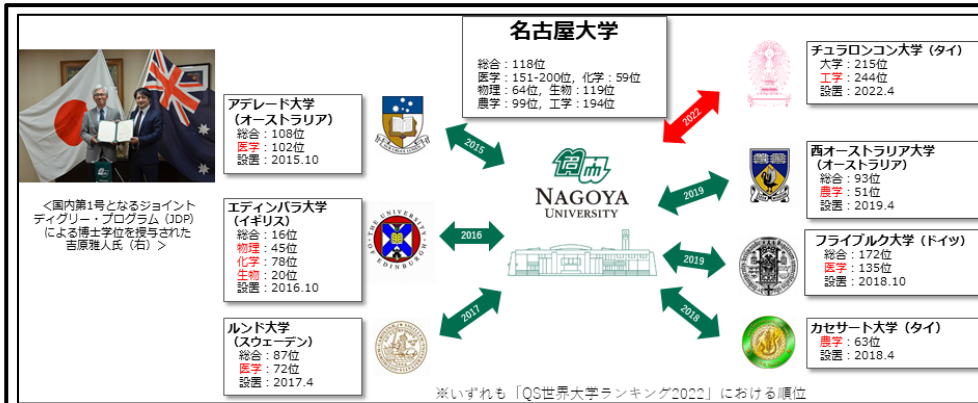 名古屋大学
総合：118位
医学：151-200位, 化学：59位
物理：64位, 生物：119位
農学：99位, 工学：194位
アデレード大学
（オーストラリア）
総合：108位
医学：102位
設置：2015.10
2015
＜国内第1号となるジョイント
ディグリー・プログラム（JDP）
による博士学位を授与された
吉原雅人氏（右）＞
エディンバラ大学
（イギリス）
総合：16位
物理：45位
化学：78位
生物：20位
設置：2016.10
THE UNIVERSITY OF EDINBURGH
2016
ルンド大学
（スウェーデン）
総合：87位
医学：72位
設置：2017.4
2017
NAGOYA
UNIVERSITY
2022
チュラロンコン大学（タイ）
大学：215位
工学：244位
設置：2022.4
2019
西オーストラリア大学
（オーストラリア）
総合：93位
農学：51位
設置：2019.4
2019
フライブルク大学（ドイツ）
総合：172位
医学：135位
設置：2018.10
2018
カセサート大学（タイ）
農学：63位
設置：2018.4
※いずれも「QS世界大学ランキング2022」における順位